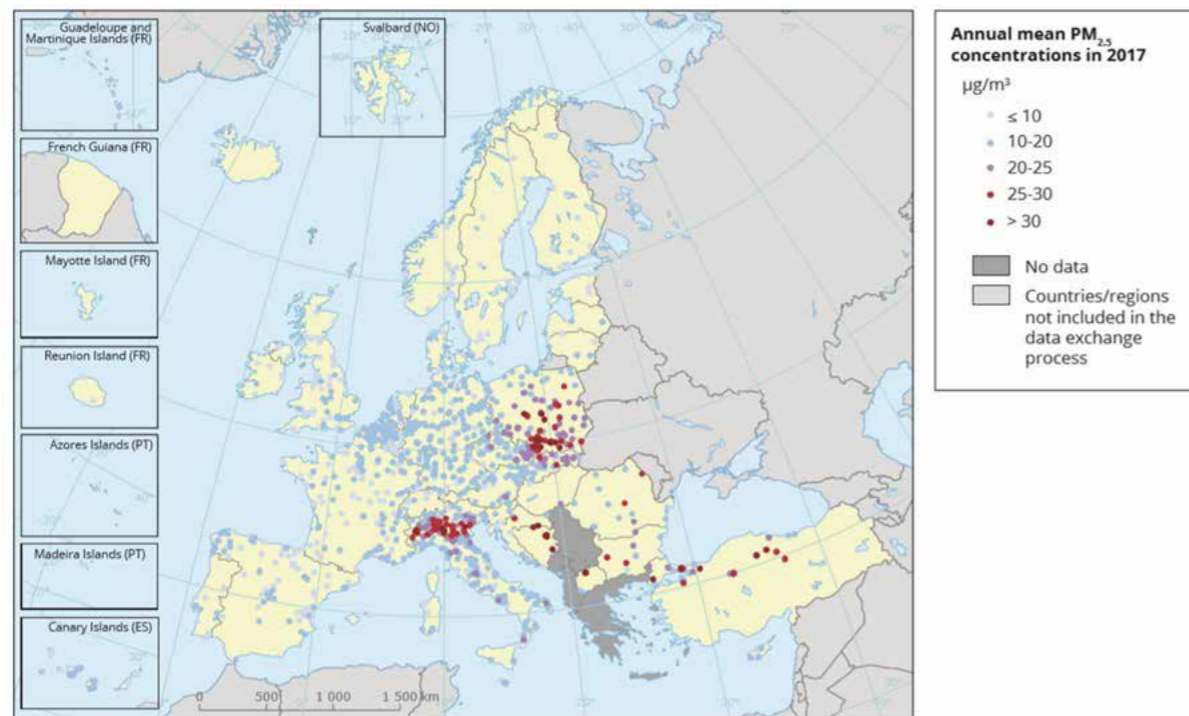 Guadeloupe and
Martinique Islands (FR)
Svalbard (NO)
French Guiana (FR)
Mayotte Island (FR)
Reunion Island (FR)
Azores Islands (PT)
Madeira Islands (PT)
Canary Islands (ES)
0 500 1 000 1 500 km
Annual mean PM2.5
concentrations in 2017
µg/m³
≤ 10
10-20
20-25
25-30
> 30
No data
Countries/regions
not included in the
data exchange
process